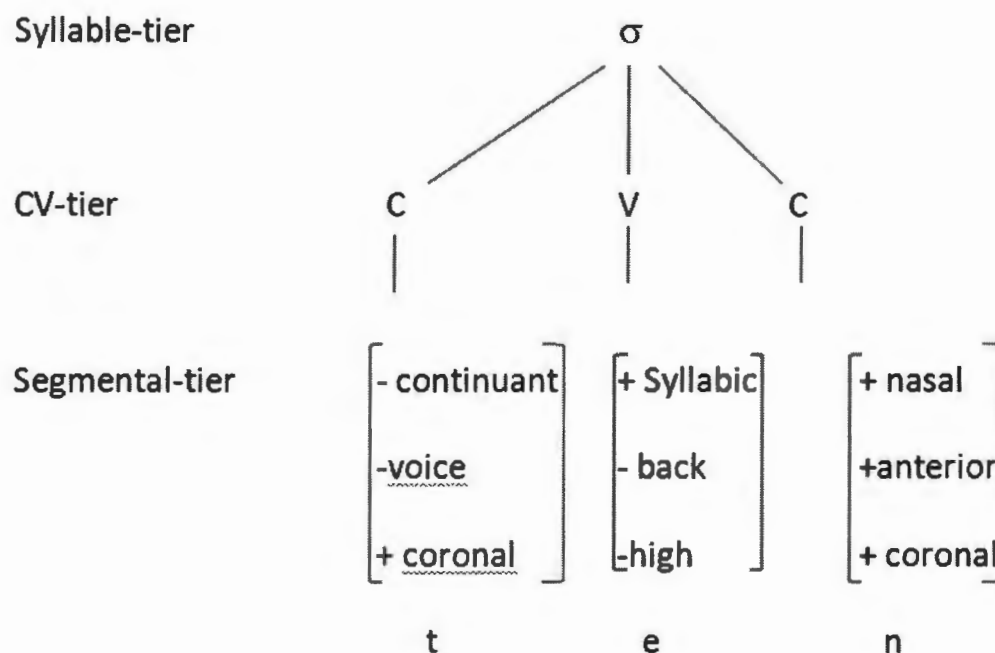 Syllable-tier σ
CV-tier C V C
Segmental-tier - continuant + Syllabic + nasal
-voice - back +anterior
+ coronal -high + coronal
t e n